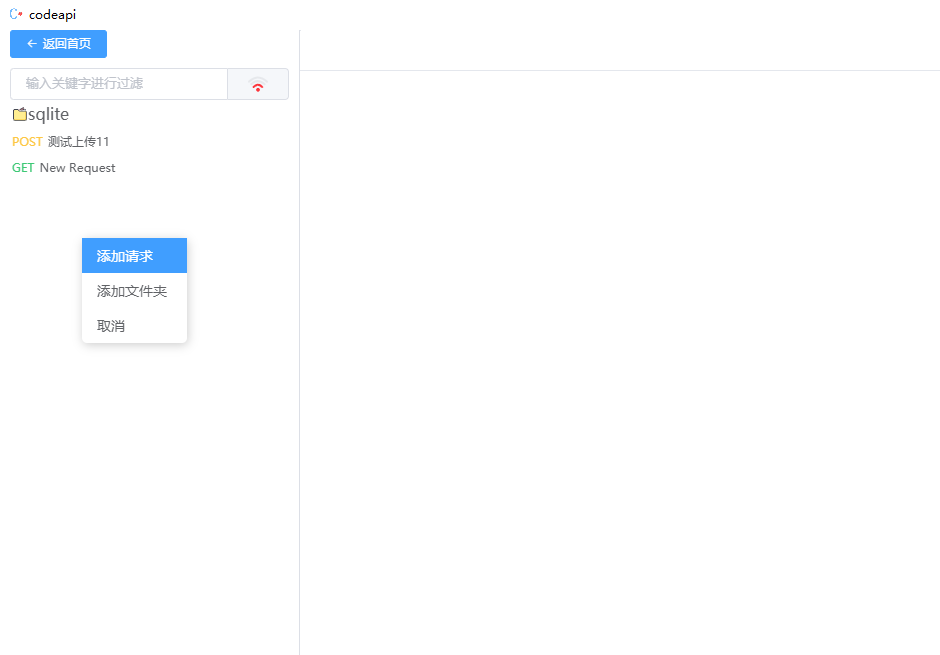 codeapi
← 返回首页
输入关键字进行过滤
sqlite
POST 测试上传11
GET New Request
添加请求
添加文件夹
取消